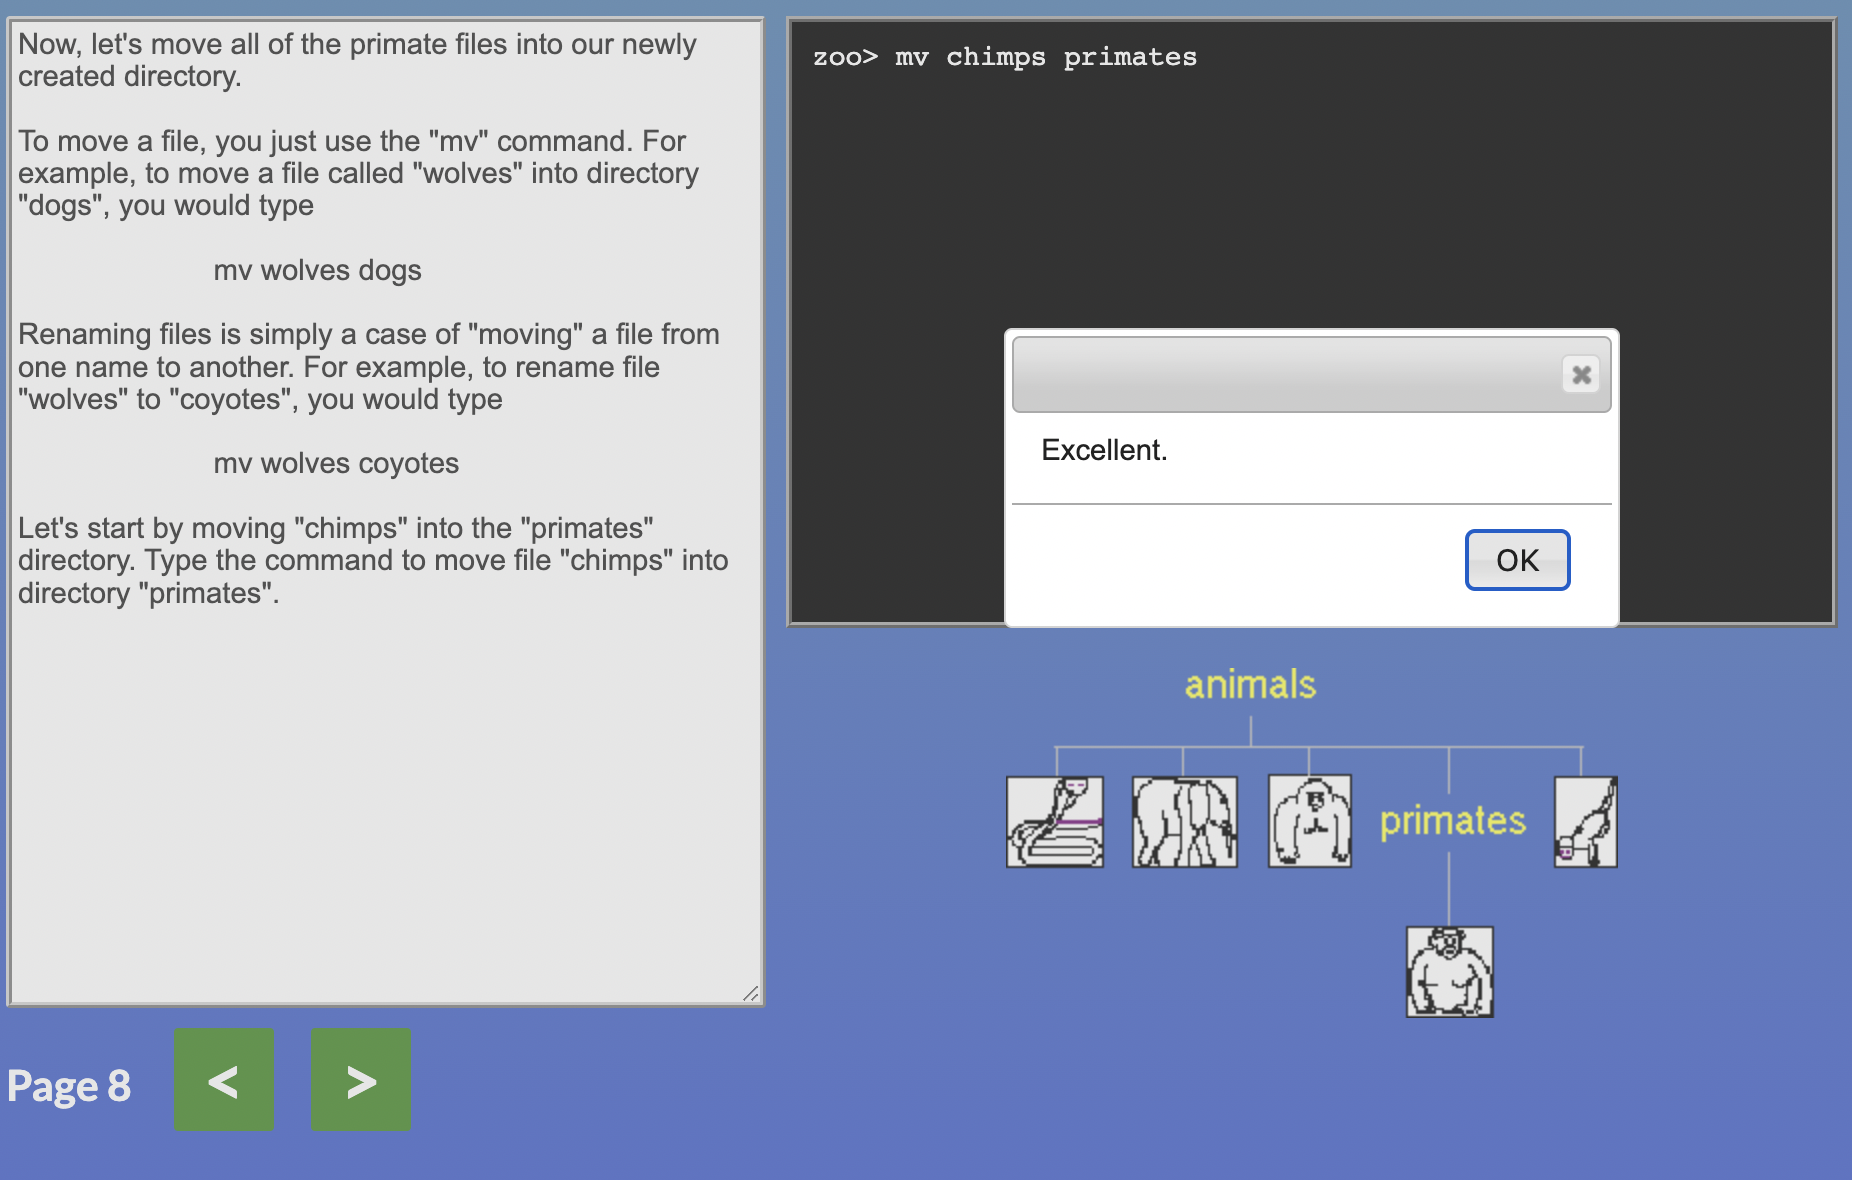 Now, let's move all of the primate files into our newly
created directory.
To move a file, you just use the "mv" command. For
example, to move a file called "wolves" into directory
"dogs", you would type
mv wolves dogs
Renaming files is simply a case of "moving" a file from
one name to another. For example, to rename file
"wolves" to "coyotes", you would type
mv wolves coyotes
Let's start by moving "chimps" into the "primates"
directory. Type the command to move file "chimps" into
directory "primates".
Page 8
<
>
zoo> mv chimps primates
Excellent.
OK
animals
primates